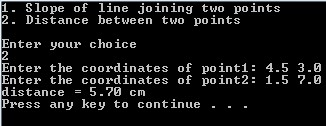 1. Slope of line joining two points
2. Distance between two points
Enter your choice
2
Enter the coordinates of point1: 4.5 3.0
Enter the coordinates of point2: 1.5 7.0
distance = 5.70 cm
Press any key to continue . . .